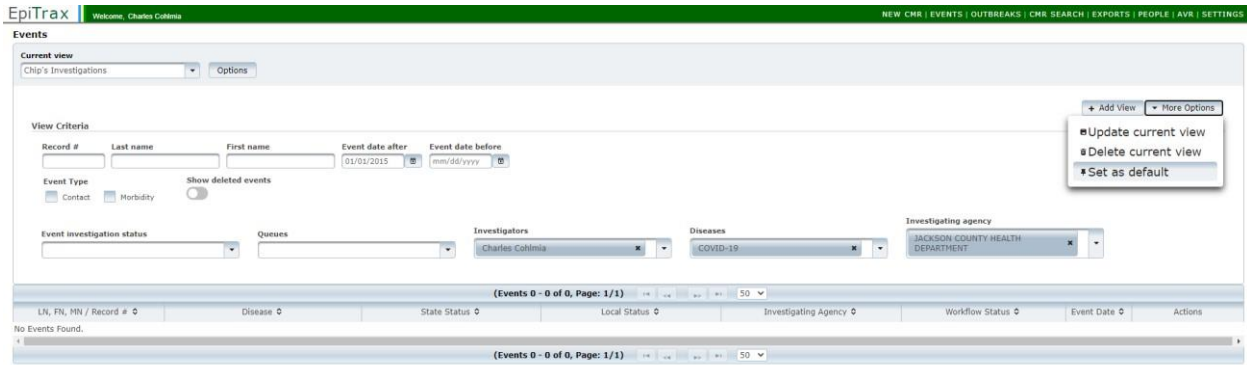 EpiTrax Welcome, Charles Cohlmia NEW CMR | EVENTS | OUTBREAKS | CMR SEARCH | EXPORTS | PEOPLE | AVR | SETTINGS
Events
Current view
Chip's Investigations Options
+ Add View More Options
Update current view
Delete current view
Set as default
View Criteria
Record # Last name First name Event date after Event date before
01/01/2015 mm/dd/yyyy
Event Type Show deleted events
Contact Morbidity
Event investigation status Queues Investigators Diseases Investigating agency
Charles Cohlmia COVID-19 JACKSON COUNTY HEALTH
DEPARTMENT
(Events 0 - 0 of 0, Page: 1/1) 50
LN, FN, MN / Record # Disease State Status Local Status Investigating Agency Workflow Status Event Date Actions
No Events Found.
(Events 0 - 0 of 0, Page: 1/1) 50